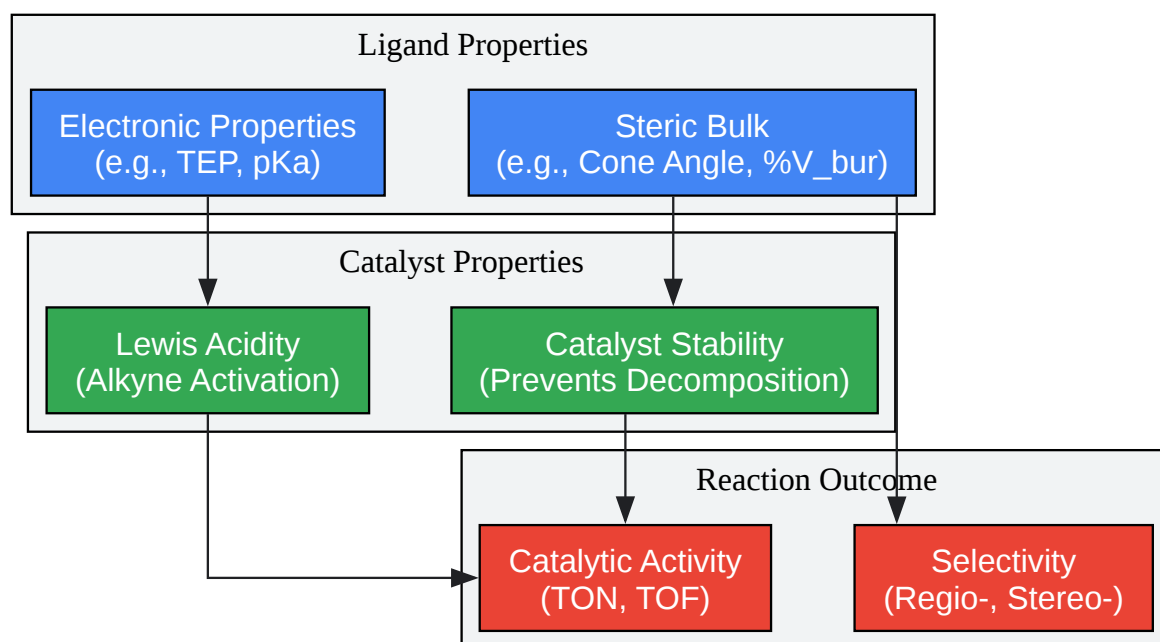 Ligand Properties
Electronic Properties
(e.g., TEP, pKa)
Steric Bulk
(e.g., Cone Angle, %V_bur)
Catalyst Properties
Lewis Acidity
(Alkyne Activation)
Catalyst Stability
(Prevents Decomposition)
Reaction Outcome
Catalytic Activity
(TON, TOF)
Selectivity
(Regio-, Stereo-)